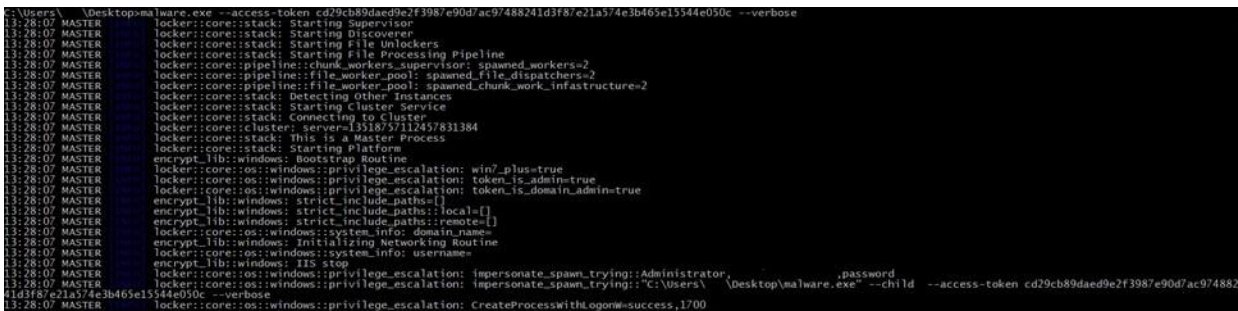 C:\Users\ \Desktop>malware.exe --access-token cd29cb89daed9e2f3987e90d7ac97488241d3f87e21a574e3b465e15544e050c --verbose
13:28:07 MASTER locker::core::stack: Starting Supervisor
13:28:07 MASTER locker::core::stack: Starting Discoverer
13:28:07 MASTER locker::core::stack: Starting File Unlockers
13:28:07 MASTER locker::core::stack: Starting File Processing Pipeline
13:28:07 MASTER locker::core::pipeline::chunk_workers_supervisor: spawned_workers=2
13:28:07 MASTER locker::core::pipeline::file_worker_pool: spawned_file_dispatchers=2
13:28:07 MASTER locker::core::pipeline::file_worker_pool: spawned_chunk_work_infastructure=2
13:28:07 MASTER locker::core::stack: Detecting Other Instances
13:28:07 MASTER locker::core::stack: Starting Cluster Service
13:28:07 MASTER locker::core::stack: Connecting to Cluster
13:28:07 MASTER locker::core::cluster: server=13518757112457831384
13:28:07 MASTER locker::core::stack: This is a Master Process
13:28:07 MASTER locker::core::stack: Starting Platform
13:28:07 MASTER encrypt_lib::windows: Bootstrap Routine
13:28:07 MASTER locker::core::os::windows::privilege_escalation: win7_plus=true
13:28:07 MASTER locker::core::os::windows::privilege_escalation: token_is_admin=true
13:28:07 MASTER locker::core::os::windows::privilege_escalation: token_is_domain_admin=true
13:28:07 MASTER encrypt_lib::windows: strict_include_paths=[]
13:28:07 MASTER encrypt_lib::windows: strict_include_paths::local=[]
13:28:07 MASTER encrypt_lib::windows: strict_include_paths::remote=[]
13:28:07 MASTER locker::core::os::windows::system_info: domain_name=
13:28:07 MASTER encrypt_lib::windows: Initializing Networking Routine
13:28:07 MASTER locker::core::os::windows::system_info: username=
13:28:07 MASTER encrypt_lib::windows: IIS stop
13:28:07 MASTER locker::core::os::windows::privilege_escalation: impersonate_spawn_trying::Administrator, ,password
13:28:07 MASTER locker::core::os::windows::privilege_escalation: impersonate_spawn_trying::"C:\Users\ \Desktop\malware.exe" --child --access-token cd29cb89daed9e2f3987e90d7ac974882
41d3f87e21a574e3b465e15544e050c --verbose
13:28:07 MASTER locker::core::os::windows::privilege_escalation: CreateProcessWithLogonW=success,1700